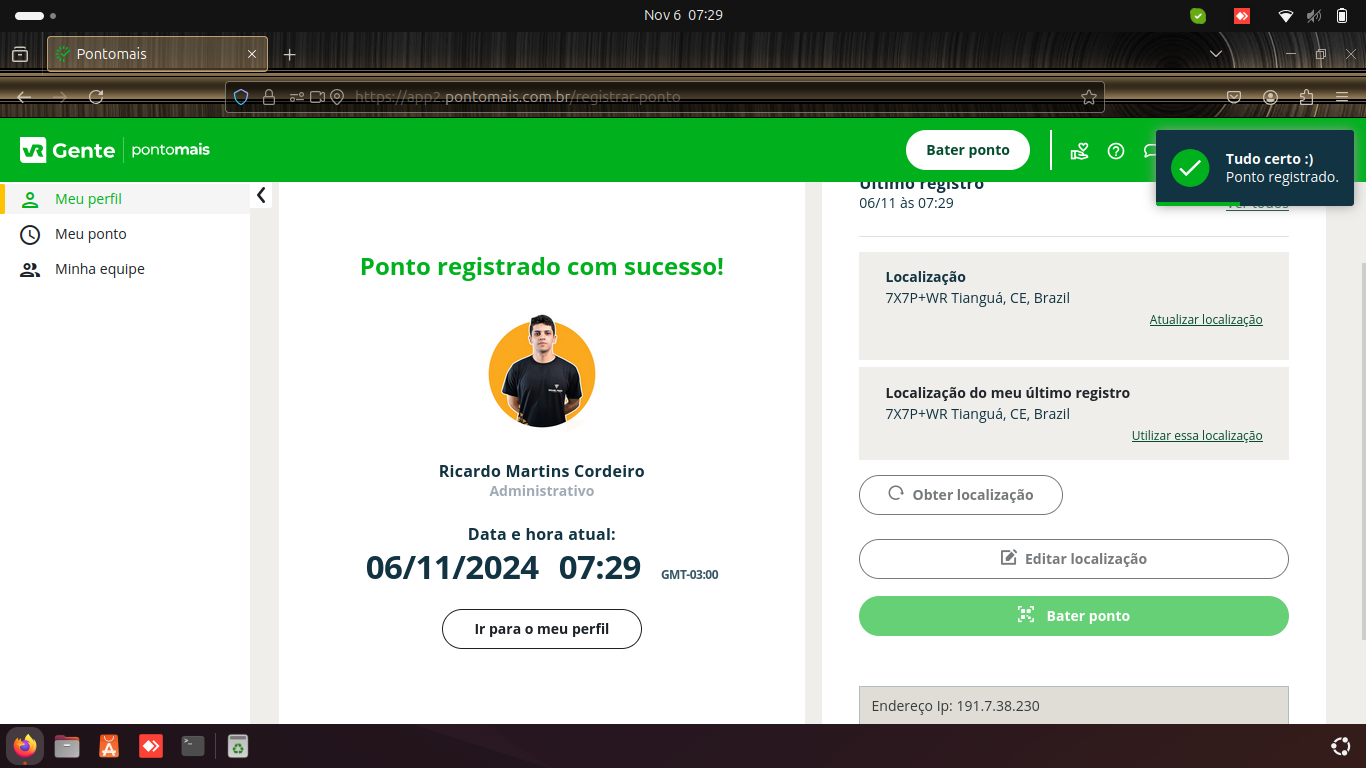 Nov 6 07:29
Pontomais
https://app2.pontomais.com.br/registrar-ponto
VR Gente pontomais
Bater ponto
Tudo certo :)
Ponto registrado.
Meu perfil
Meu ponto
Minha equipe
Ponto registrado com sucesso!
Ricardo Martins Cordeiro
Administrativo
Data e hora atual:
06/11/2024 07:29 GMT-03:00
Ir para o meu perfil
Último registro
06/11 às 07:29
Ver todos
Localização
7X7P+WR Tianguá, CE, Brazil
Atualizar localização
Localização do meu último registro
7X7P+WR Tianguá, CE, Brazil
Utilizar essa localização
Obter localização
Editar localização
Bater ponto
Endereço Ip: 191.7.38.230